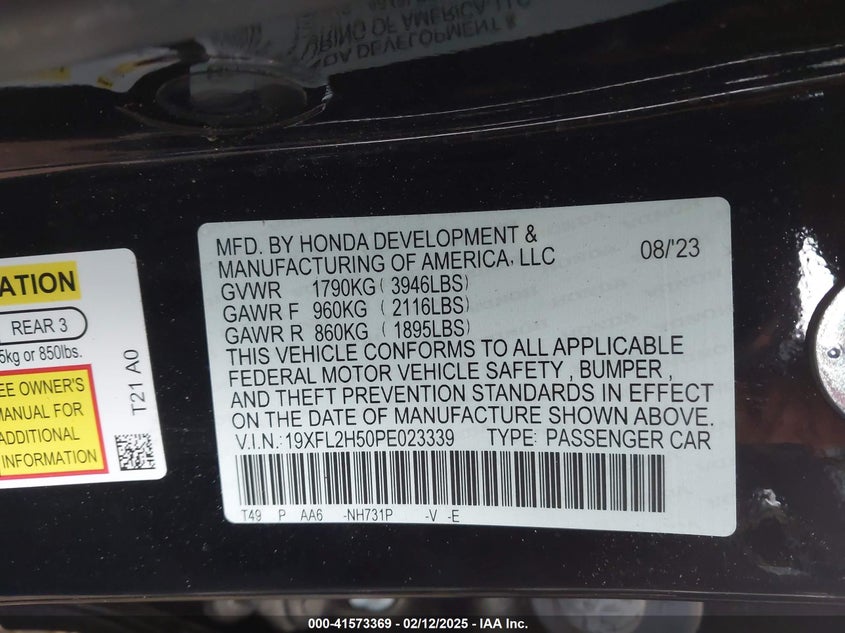 MFD. BY HONDA DEVELOPMENT &
MANUFACTURING OF AMERICA, LLC 08/'23
GVWR 1790KG ( 3946LBS)
GAWR F 960KG ( 2116LBS)
GAWR R 860KG ( 1895LBS)
THIS VEHICLE CONFORMS TO ALL APPLICABLE
FEDERAL MOTOR VEHICLE SAFETY , BUMPER ,
AND THEFT PREVENTION STANDARDS IN EFFECT
ON THE DATE OF MANUFACTURE SHOWN ABOVE.
V.I.N.: 19XFL2H50PE023339 TYPE: PASSENGER CAR
T49 P AA6 -NH731P -V -E
REAR 3
kg or 850lbs.
OWNER'S
MANUAL FOR
ADDITIONAL
INFORMATION
T21 A0
000-41573369 - 02/12/2025 - IAA Inc.